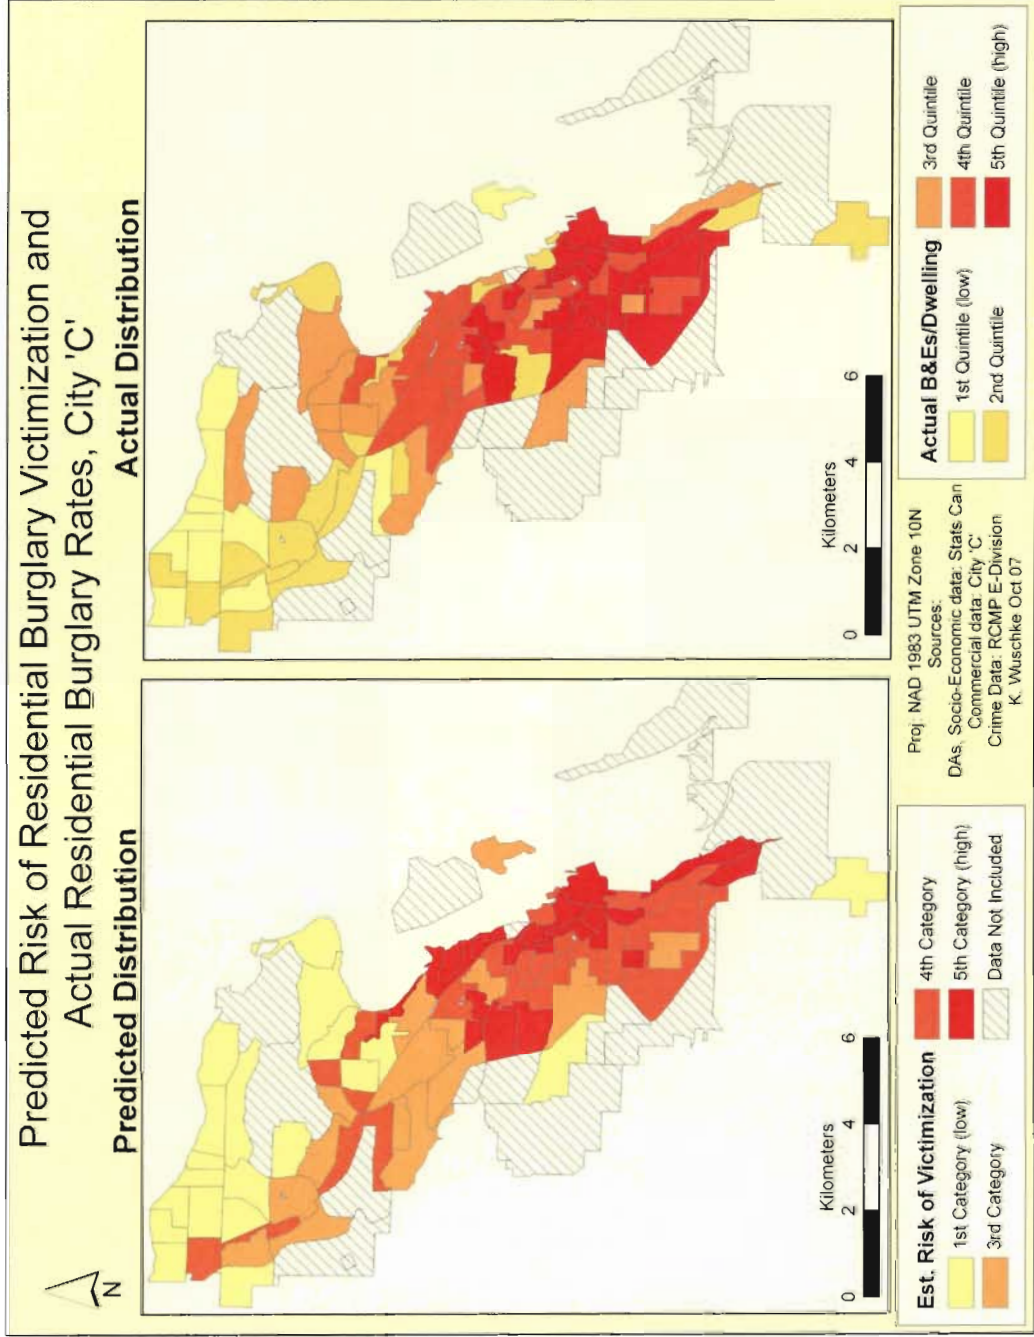 Predicted Risk of Residential Burglary Victimization and
Actual Residential Burglary Rates, City 'C'
N
Predicted Distribution
Kilometers
0 2 4 6
Actual Distribution
Kilometers
0 2 4 6
Est. Risk of Victimization
1st Category (low)
3rd Category
4th Category
5th Category (high)
Data Not Included
Proj: NAD 1983 UTM Zone 10N
Sources:
DAs, Socio-Economic data: Stats Can
Commercial data: City 'C'
Crime Data: RCMP E-Division
K. Wuschke Oct 07
Actual B&Es/Dwelling
1st Quintile (low)
2nd Quintile
3rd Quintile
4th Quintile
5th Quintile (high)